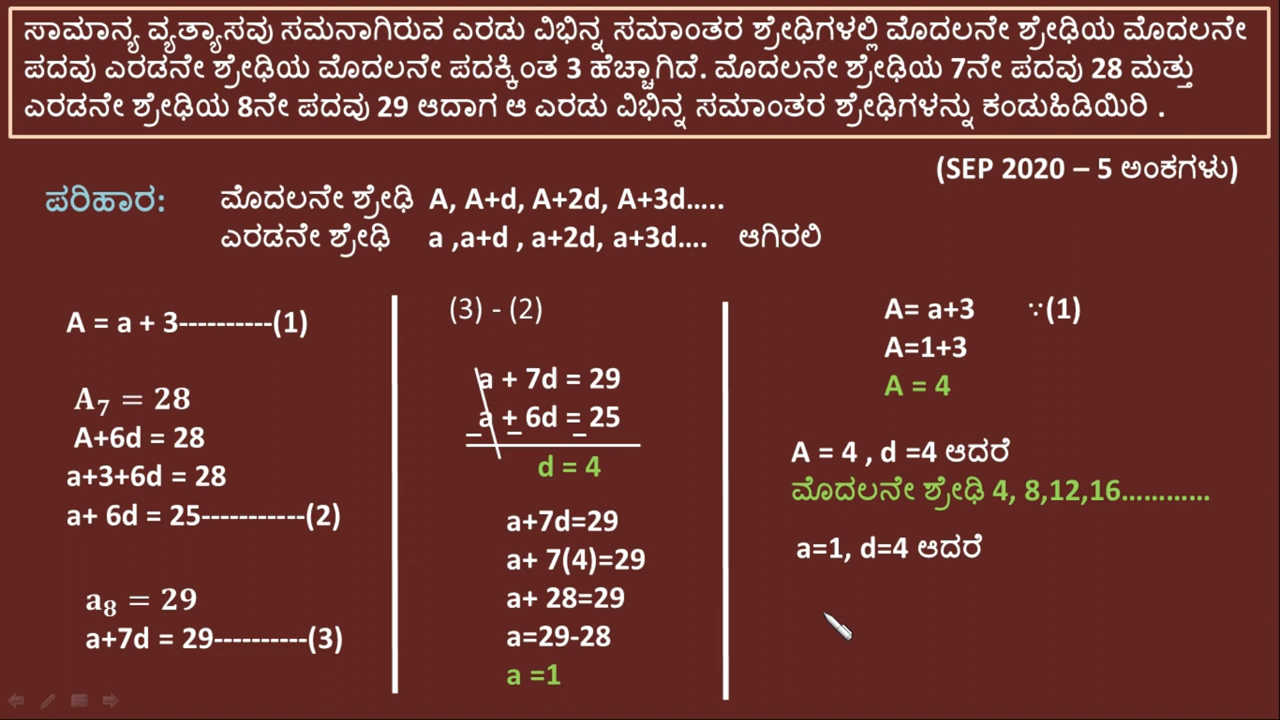 ಸಾಮಾನ್ಯ ವ್ಯತ್ಯಾಸವು ಸಮನಾಗಿರುವ ಎರಡು ವಿಭಿನ್ನ ಸಮಾಂತರ ಶ್ರೇಢಿಗಳಲ್ಲಿ ಮೊದಲನೇ ಶ್ರೇಢಿಯ ಮೊದಲನೇ
ಪದವು ಎರಡನೇ ಶ್ರೇಢಿಯ ಮೊದಲನೇ ಪದಕ್ಕಿಂತ 3 ಹೆಚ್ಚಾಗಿದೆ. ಮೊದಲನೇ ಶ್ರೇಢಿಯ 7ನೇ ಪದವು 28 ಮತ್ತು
ಎರಡನೇ ಶ್ರೇಢಿಯ 8ನೇ ಪದವು 29 ಆದಾಗ ಆ ಎರಡು ವಿಭಿನ್ನ ಸಮಾಂತರ ಶ್ರೇಢಿಗಳನ್ನು ಕಂಡುಹಿಡಿಯಿರಿ .
(SEP 2020 – 5 ಅಂಕಗಳು)
ಪರಿಹಾರ: ಮೊದಲನೇ ಶ್ರೇಢಿ A, A+d, A+2d, A+3d.....
ಎರಡನೇ ಶ್ರೇಢಿ a ,a+d , a+2d, a+3d.... ಆಗಿರಲಿ
A = a + 3----------(1)
A₇ = 28
A+6d = 28
a+3+6d = 28
a+ 6d = 25-----------(2)
a₈ = 29
a+7d = 29----------(3)
(3) - (2)
a + 7d = 29
a + 6d = 25
− − −
d = 4
a+7d=29
a+ 7(4)=29
a+ 28=29
a=29-28
a =1
A= a+3 ∵(1)
A=1+3
A = 4
A = 4 , d =4 ಆದರೆ
ಮೊದಲನೇ ಶ್ರೇಢಿ 4, 8,12,16............
a=1, d=4 ಆದರೆ